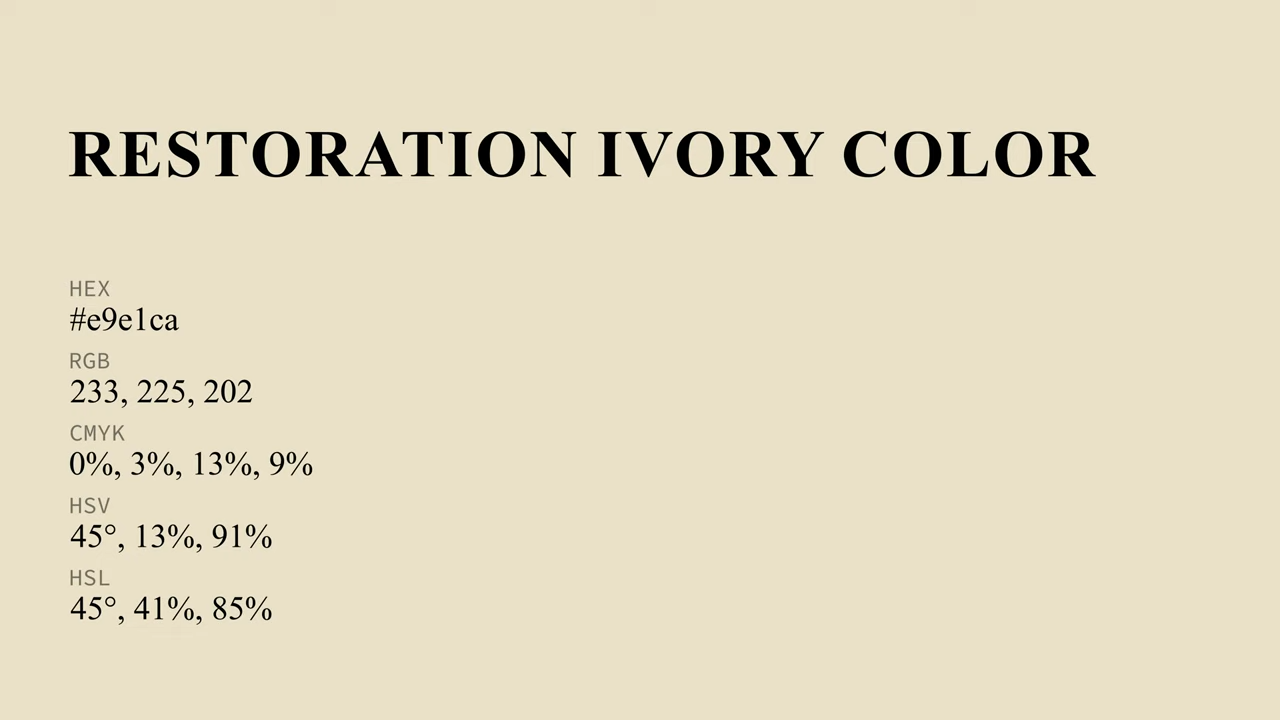 RESTORATION IVORY COLOR
HEX
#e9e1ca
RGB
233, 225, 202
CMYK
0%, 3%, 13%, 9%
HSV
45°, 13%, 91%
HSL
45°, 41%, 85%